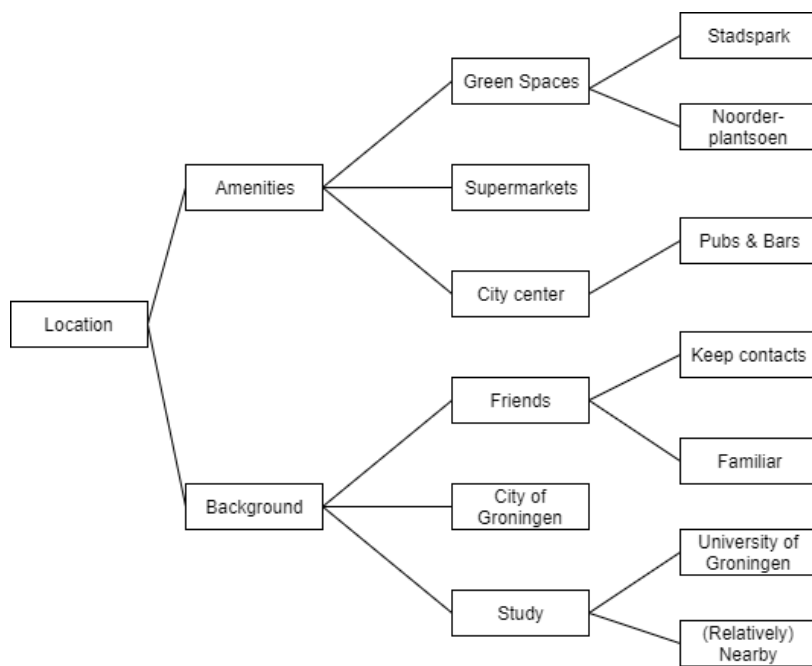 Location
Amenities
Green Spaces
Stadspark
Noorder-
plantsoen
Supermarkets
City center
Pubs & Bars
Background
Friends
Keep contacts
Familiar
City of
Groningen
Study
University of
Groningen
(Relatively)
Nearby